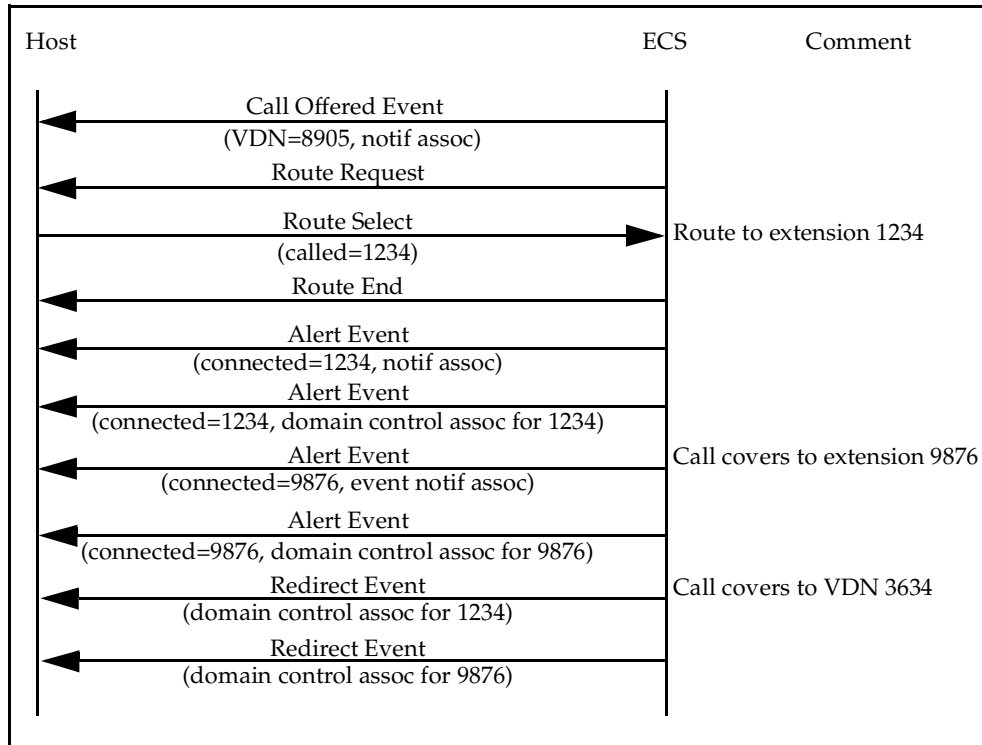 Host ECS Comment
Call Offered Event
(VDN=8905, notif assoc)
Route Request
Route Select
Route to extension 1234
(called=1234)
Route End
Alert Event
(connected=1234, notif assoc)
Alert Event
(connected=1234, domain control assoc for 1234)
Alert Event
Call covers to extension 9876
(connected=9876, event notif assoc)
Alert Event
(connected=9876, domain control assoc for 9876)
Redirect Event
Call covers to VDN 3634
(domain control assoc for 1234)
Redirect Event
(domain control assoc for 9876)